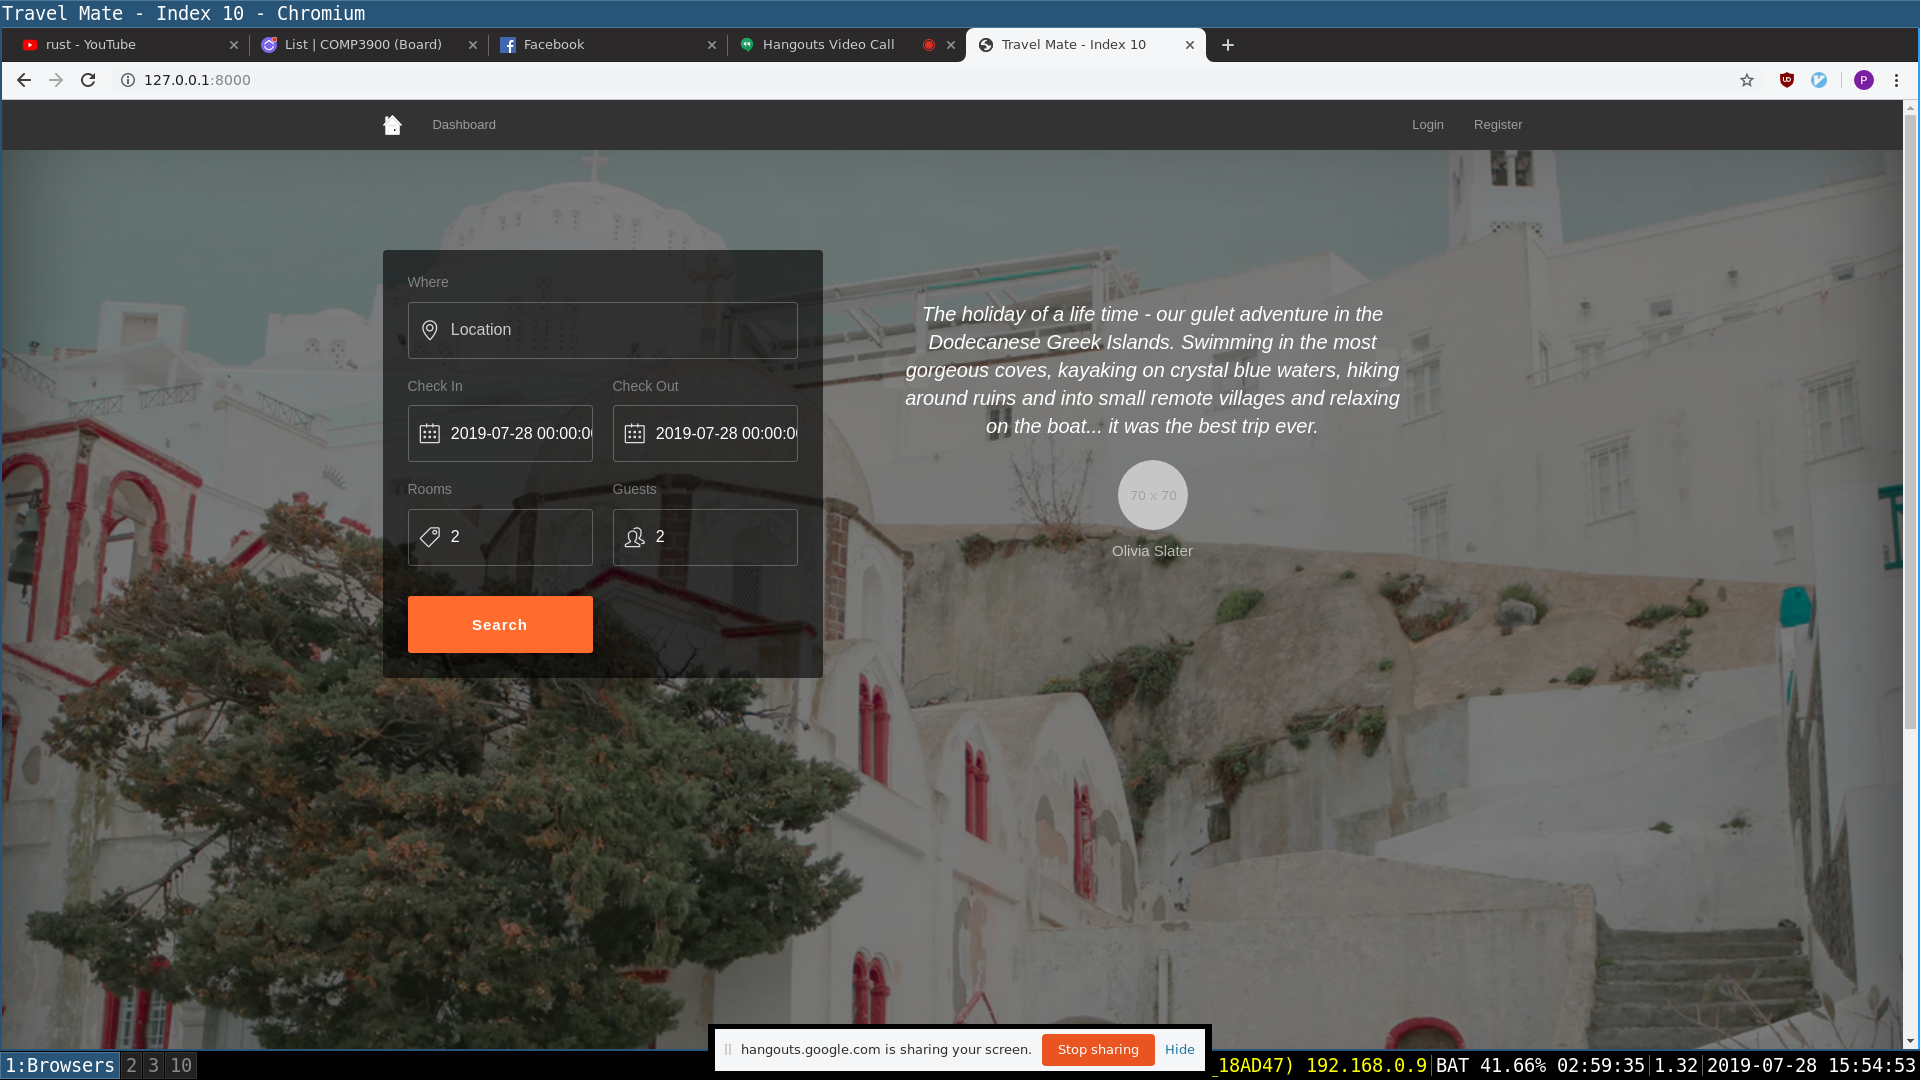 Travel Mate - Index 10 - Chromium
rust - YouTube
List | COMP3900 (Board)
Facebook
Hangouts Video Call
Travel Mate - Index 10
127.0.0.1:8000
P
Dashboard
Login
Register
Where
Location
Check In
Check Out
2019-07-28 00:00:0
2019-07-28 00:00:0
Rooms
Guests
2
2
Search
The holiday of a life time - our gulet adventure in the
Dodecanese Greek Islands. Swimming in the most
gorgeous coves, kayaking on crystal blue waters, hiking
around ruins and into small remote villages and relaxing
on the boat... it was the best trip ever.
70 x 70
Olivia Slater
hangouts.google.com is sharing your screen.
Stop sharing
Hide
1:Browsers 2 3 10
_18AD47) 192.168.0.9 BAT 41.66% 02:59:35 1.32 2019-07-28 15:54:53